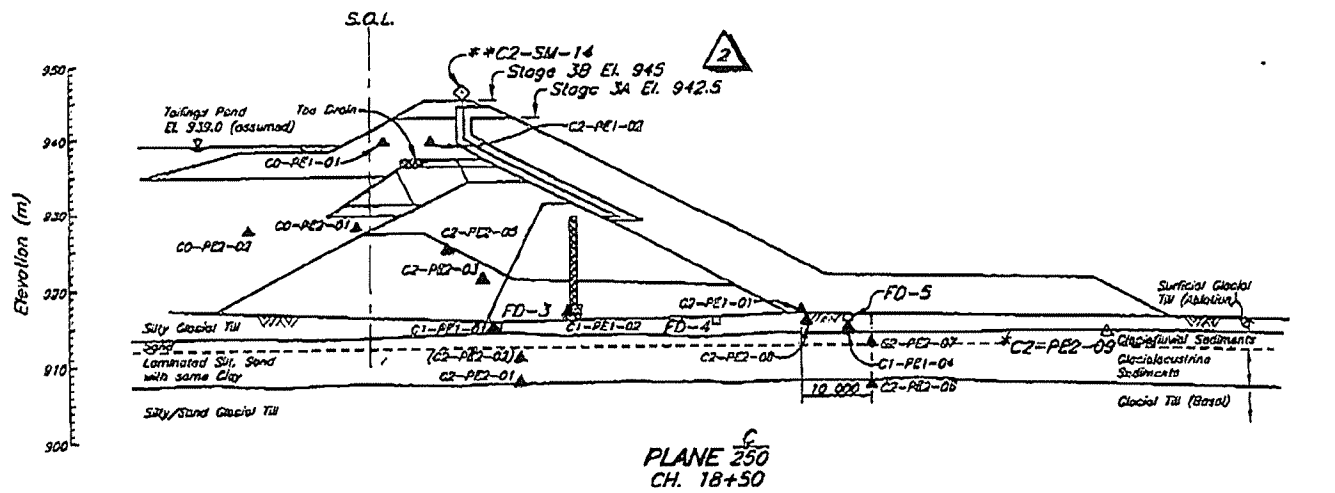 S.O.L.
**C2-SM-14
2
Stage 3B El. 945
Stage 3A El. 942.5
950
Tailings Pond
El. 939.0 (assumed)
Toe Drain
C2-PE1-02
940
C0-PE1-01
Elevation (m)
930
C0-PE2-02
C0-PE2-01
C2-PE2-05
C2-PE2-03
920
C2-PE1-01
FD-5
Surficial Glacial
Till (Ablation)
FD-3
Silty Glacial Till
C1-PE1-01
C1-PE1-02
FD-4
Sand
C2-PE2-07
*C2=PE2-09
Glaciofluvial Sediments
Laminated Silt, Sand
with some Clay
C2-PE2-08
C1-PE1-04
Glaciolacustrine
Sediments
910
C2-PE2-01
10.000
C2-PE2-06
Silty/Sand Glacial Till
Glacial Till (Basal)
900
PLANE C
250
CH. 18+50